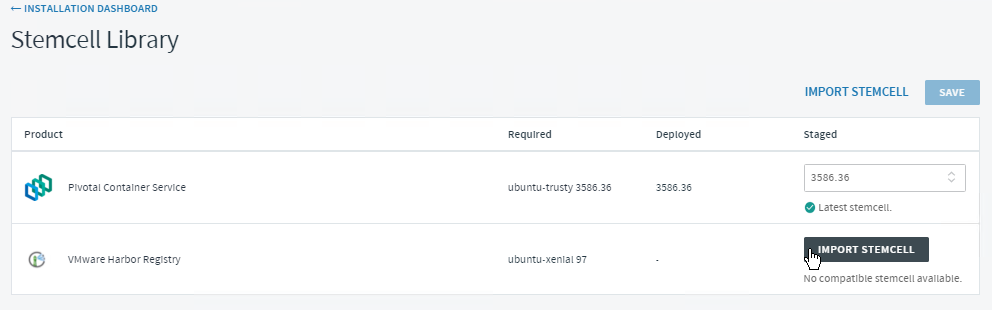 ← INSTALLATION DASHBOARD
Stemcell Library
IMPORT STEMCELL SAVE
Product Required Deployed Staged
Pivotal Container Service ubuntu-trusty 3586.36 3586.36 3586.36
Latest stemcell.
VMware Harbor Registry ubuntu-xenial 97 - IMPORT STEMCELL
No compatible stemcell available.